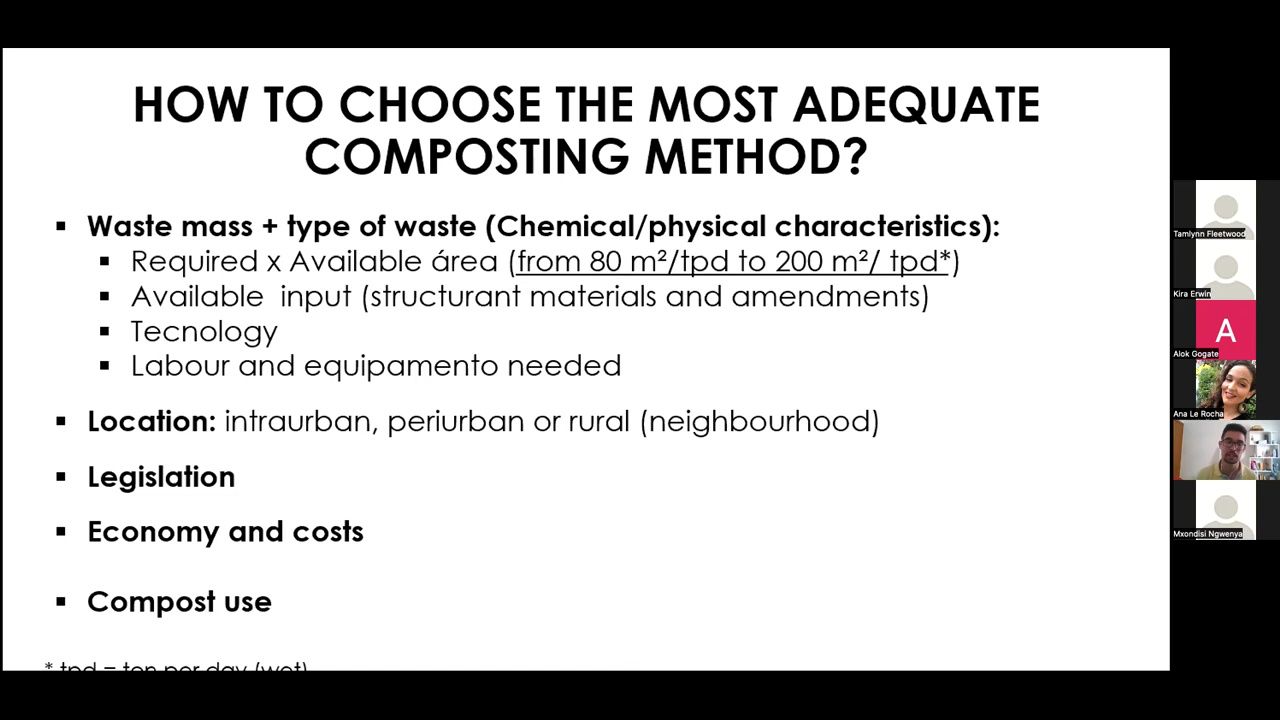 HOW TO CHOOSE THE MOST ADEQUATE
COMPOSTING METHOD?
▪ Waste mass + type of waste (Chemical/physical characteristics):
▪ Required x Available área (from 80 m²/tpd to 200 m²/ tpd*)
▪ Available input (structurant materials and amendments)
▪ Tecnology
▪ Labour and equipamento needed
▪ Location: intraurban, periurban or rural (neighbourhood)
▪ Legislation
▪ Economy and costs
▪ Compost use
* tpd = ton per day (wet)
Tamlynn Fleetwood
Kira Erwin
A
Alok Gogate
Ana Le Rocha
Mxondisi Ngwenya